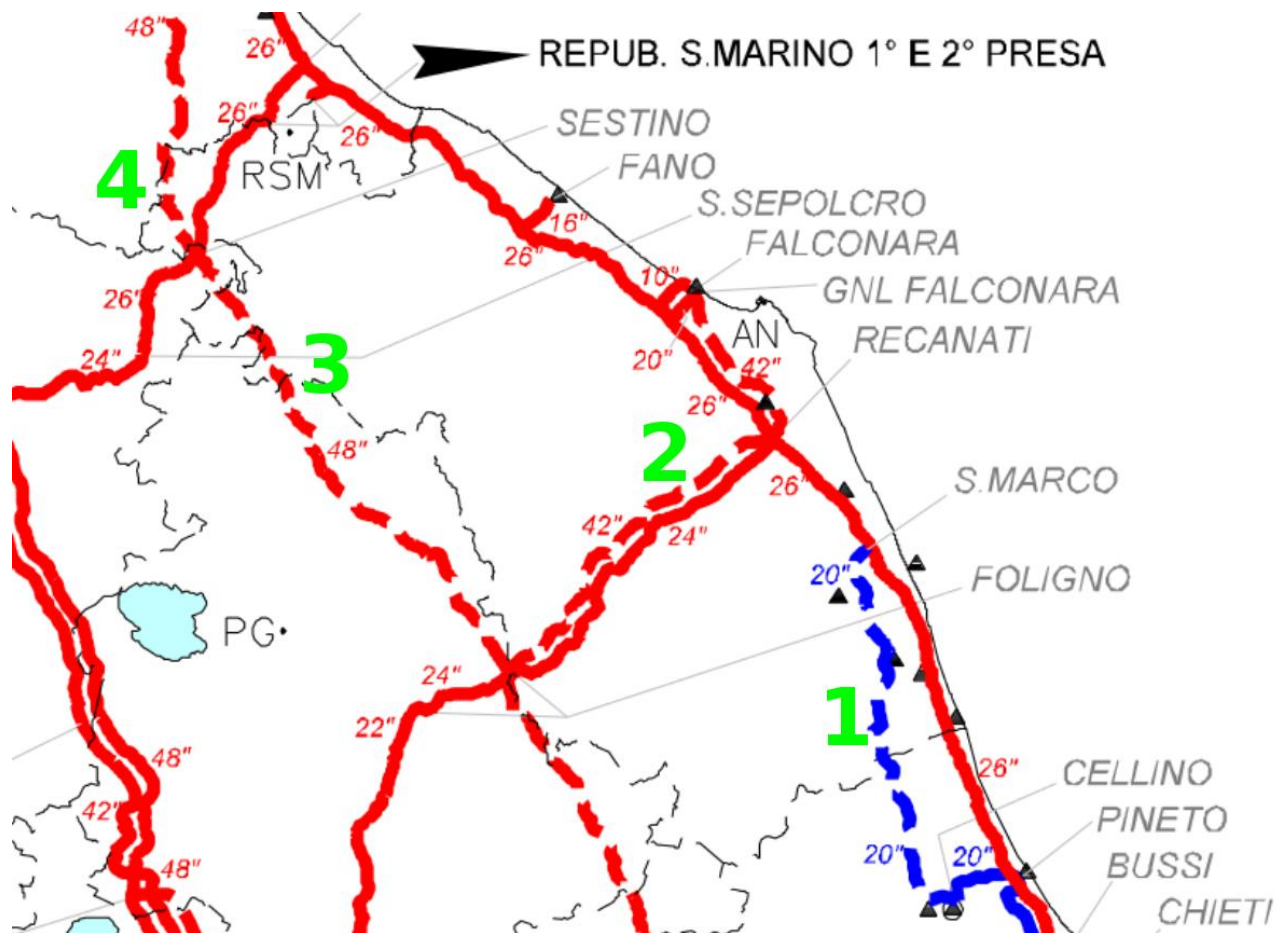 48"
26"
REPUB. S.MARINO 1° E 2° PRESA
26"
26"
SESTINO
RSM
FANO
4
S.SEPOLCRO
16"
26"
FALCONARA
10"
GNL FALCONARA
26"
AN
RECANATI
24"
3
20"
42"
26"
48"
2
26"
S.MARCO
42"
24"
20"
FOLIGNO
PG
24"
22"
1
48"
26"
CELLINO
42"
PINETO
48"
20"
20"
BUSSI
CHIETI